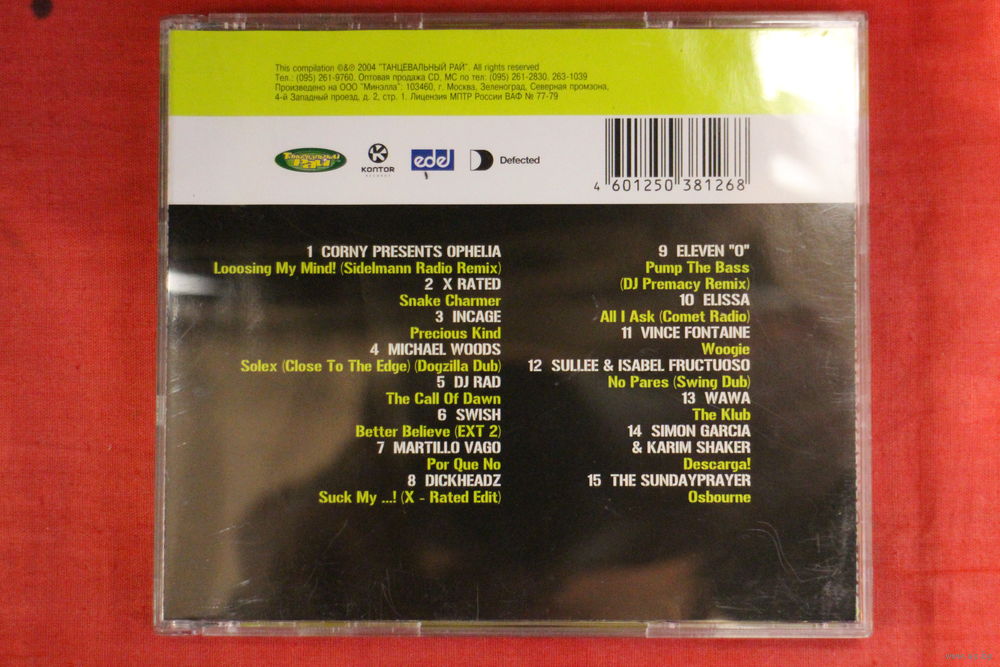 This compilation ©&℗ 2004 "ТАНЦЕВАЛЬНЫЙ РАЙ". All rights reserved
Тел.: (095) 261-9760. Оптовая продажа CD, MC по тел: (095) 261-2830, 263-1039
Произведено на ООО "Минэлла": 103460, г. Москва, Зеленоград, Северная промзона,
4-й Западный проезд, д. 2, стр. 1. Лицензия МПТР России ВАФ № 77-79
Танцевальный
Рай
KONTOR
RECORDS
edel
Defected
4 601250 381268
1 CORNY PRESENTS OPHELIA
Looosing My Mind! (Sidelmann Radio Remix)
2 X RATED
Snake Charmer
3 INCAGE
Precious Kind
4 MICHAEL WOODS
Solex (Close To The Edge) (Dogzilla Dub)
5 DJ RAD
The Call Of Dawn
6 SWISH
Better Believe (EXT 2)
7 MARTILLO VAGO
Por Que No
8 DICKHEADZ
Suck My ...! (X - Rated Edit)
9 ELEVEN "O"
Pump The Bass
(DJ Premacy Remix)
10 ELISSA
All I Ask (Comet Radio)
11 VINCE FONTAINE
Woogie
12 SULLEE & ISABEL FRUCTUOSO
No Pares (Swing Dub)
13 WAWA
The Klub
14 SIMON GARCIA
& KARIM SHAKER
Descarga!
15 THE SUNDAYPRAYER
Osbourne